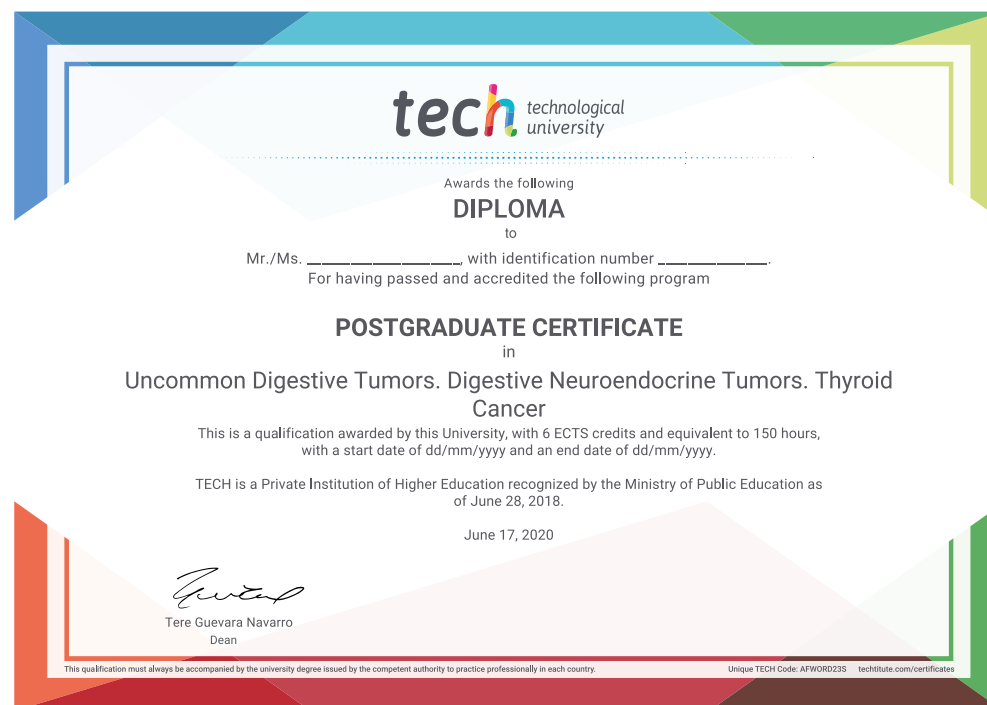 tech technological
university
Awards the following
DIPLOMA
to
Mr./Ms. ____________________, with identification number ______________.
For having passed and accredited the following program
POSTGRADUATE CERTIFICATE
in
Uncommon Digestive Tumors. Digestive Neuroendocrine Tumors. Thyroid
Cancer
This is a qualification awarded by this University, with 6 ECTS credits and equivalent to 150 hours,
with a start date of dd/mm/yyyy and an end date of dd/mm/yyyy.
TECH is a Private Institution of Higher Education recognized by the Ministry of Public Education as
of June 28, 2018.
June 17, 2020
Tere Guevara Navarro
Dean
This qualification must always be accompanied by the university degree issued by the competent authority to practice professionally in each country.
Unique TECH Code: AFWORD23S techtitute.com/certificates